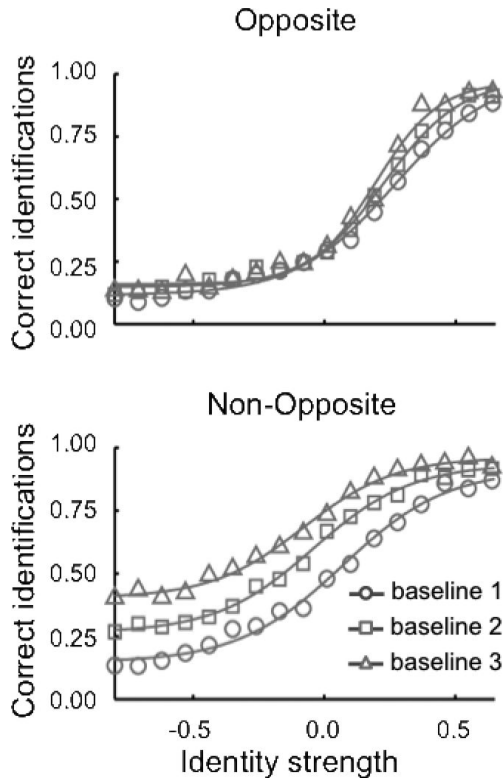 Opposite
1.00
0.75
0.50
0.25
0.00
Correct identifications
Non-Opposite
1.00
0.75
0.50
0.25
0.00
Correct identifications
baseline 1
baseline 2
baseline 3
-0.5 0.0 0.5
Identity strength